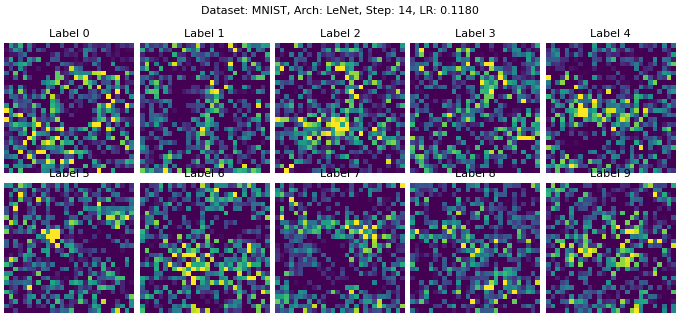 Dataset: MNIST, Arch: LeNet, Step: 14, LR: 0.1180
Label 0 Label 1 Label 2 Label 3 Label 4
Label 5 Label 6 Label 7 Label 8 Label 9